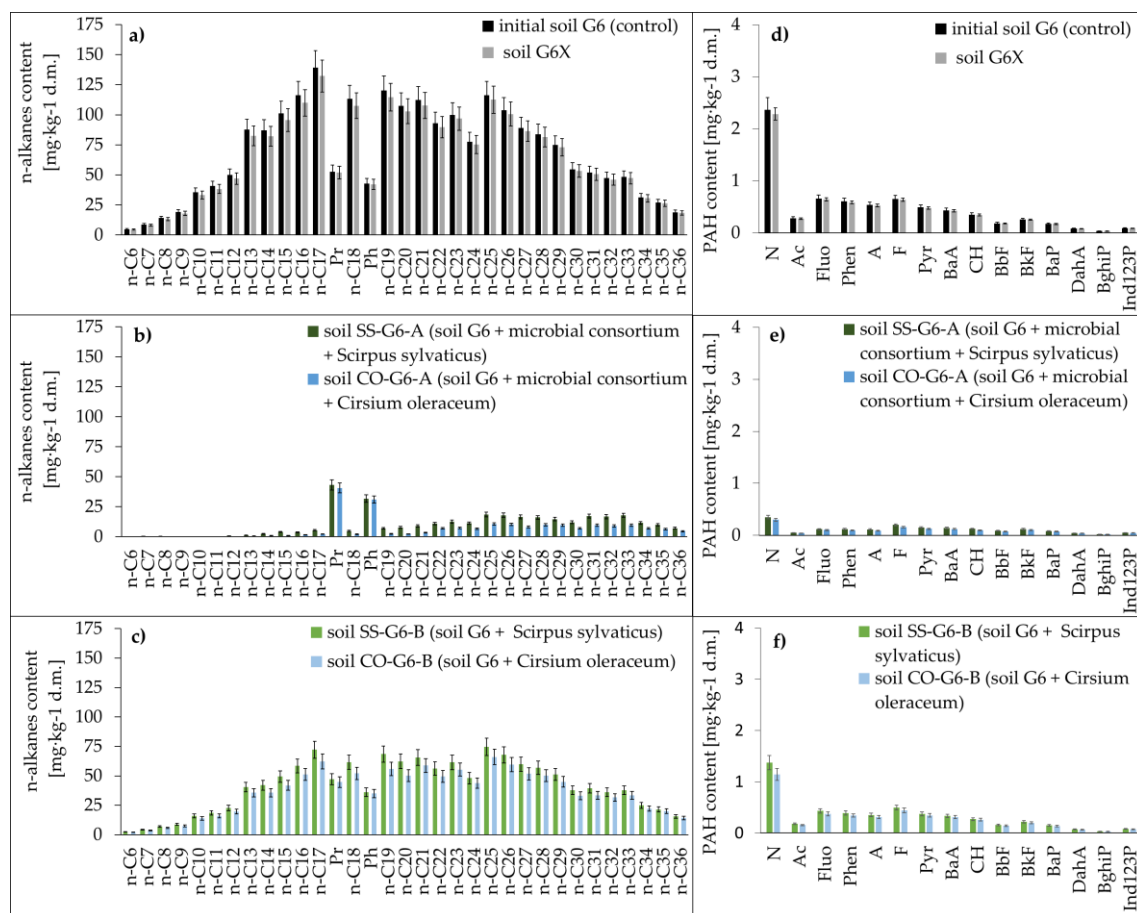 n-alkanes content
[mg·kg-1 d.m.]
175
150
125
100
75
50
25
0
a)
initial soil G6 (control)
soil G6X
n-C6
n-C7
n-C8
n-C9
n-C10
n-C11
n-C12
n-C13
n-C14
n-C15
n-C16
n-C17
Pr
n-C18
Ph
n-C19
n-C20
n-C21
n-C22
n-C23
n-C24
n-C25
n-C26
n-C27
n-C28
n-C29
n-C30
n-C31
n-C32
n-C33
n-C34
n-C35
n-C36
PAH content [mg·kg-1 d.m.]
4
3
2
1
0
d)
initial soil G6 (control)
soil G6X
N
Ac
Fluo
Phen
A
F
Pyr
BaA
CH
BbF
BkF
BaP
DahA
BghiP
Ind123P
n-alkanes content
[mg·kg-1 d.m.]
175
150
125
100
75
50
25
0
b)
soil SS-G6-A (soil G6 + microbial consortium
+ Scirpus sylvaticus)
soil CO-G6-A (soil G6 + microbial consortium
+ Cirsium oleraceum)
n-C6
n-C7
n-C8
n-C9
n-C10
n-C11
n-C12
n-C13
n-C14
n-C15
n-C16
n-C17
Pr
n-C18
Ph
n-C19
n-C20
n-C21
n-C22
n-C23
n-C24
n-C25
n-C26
n-C27
n-C28
n-C29
n-C30
n-C31
n-C32
n-C33
n-C34
n-C35
n-C36
PAH content [mg·kg-1 d.m.]
4
3
2
1
0
e)
soil SS-G6-A (soil G6 + microbial
consortium + Scirpus sylvaticus)
soil CO-G6-A (soil G6 + microbial
consortium + Cirsium oleraceum)
N
Ac
Fluo
Phen
A
F
Pyr
BaA
CH
BbF
BkF
BaP
DahA
BghiP
Ind123P
n-alkanes content
[mg·kg-1 d.m.]
175
150
125
100
75
50
25
0
c)
soil SS-G6-B (soil G6 + Scirpus sylvaticus)
soil CO-G6-B (soil G6 + Cirsium oleraceum)
n-C6
n-C7
n-C8
n-C9
n-C10
n-C11
n-C12
n-C13
n-C14
n-C15
n-C16
n-C17
Pr
n-C18
Ph
n-C19
n-C20
n-C21
n-C22
n-C23
n-C24
n-C25
n-C26
n-C27
n-C28
n-C29
n-C30
n-C31
n-C32
n-C33
n-C34
n-C35
n-C36
PAH content [mg·kg-1 d.m.]
4
3
2
1
0
f)
soil SS-G6-B (soil G6 + Scirpus
sylvaticus)
soil CO-G6-B (soil G6 + Cirsium
oleraceum)
N
Ac
Fluo
Phen
A
F
Pyr
BaA
CH
BbF
BkF
BaP
DahA
BghiP
Ind123P